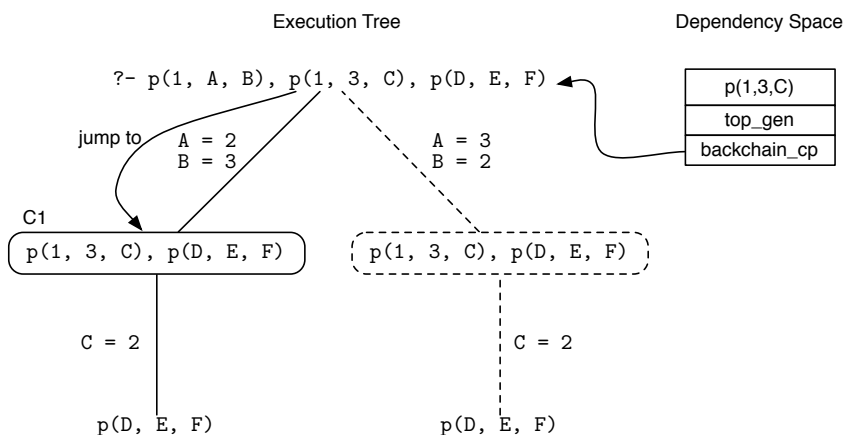 Execution Tree
Dependency Space
?- p(1, A, B), p(1, 3, C), p(D, E, F)
p(1,3,C)
top_gen
backchain_cp
jump to
A = 2
B = 3
A = 3
B = 2
C1
p(1, 3, C), p(D, E, F)
p(1, 3, C), p(D, E, F)
C = 2
C = 2
p(D, E, F)
p(D, E, F)